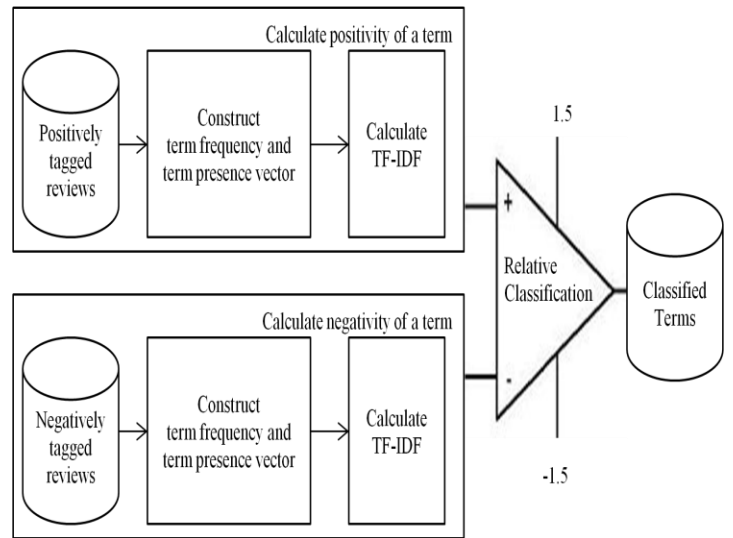 Calculate positivity of a term
Positively
tagged
reviews
Construct
term frequency and
term presence vector
Calculate
TF-IDF
Calculate negativity of a term
Negatively
tagged
reviews
Construct
term frequency and
term presence vector
Calculate
TF-IDF
1.5
+
Relative
Classification
-
-1.5
Classified
Terms